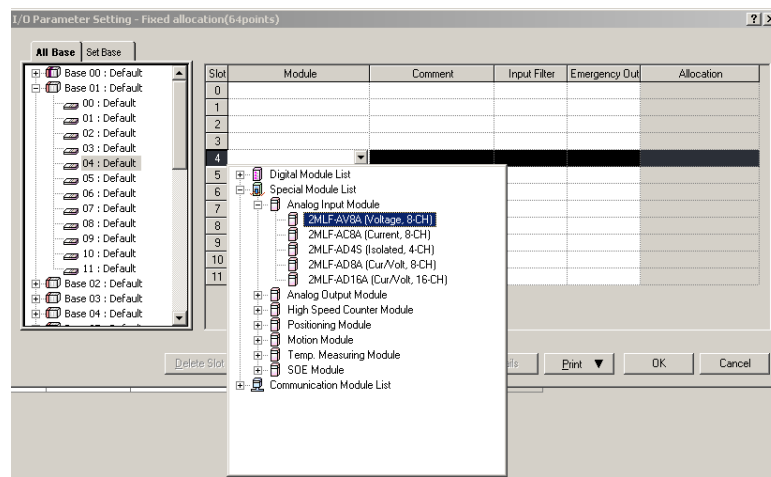 I/O Parameter Setting - Fixed allocation(64points)
All Base Set Base
Base 00 : Default
Base 01 : Default
00 : Default
01 : Default
02 : Default
03 : Default
04 : Default
05 : Default
06 : Default
07 : Default
08 : Default
09 : Default
10 : Default
11 : Default
Base 02 : Default
Base 03 : Default
Base 04 : Default
Slot Module Comment Input Filter Emergency Out Allocation
0
1
2
3
4
5
6
7
8
9
10
11
Digital Module List
Special Module List
Analog Input Module
2MLF-AV8A (Voltage, 8-CH)
2MLF-AC8A (Current, 8-CH)
2MLF-AD4S (Isolated, 4-CH)
2MLF-AD8A (Cur/Volt, 8-CH)
2MLF-AD16A (Cur/Volt, 16-CH)
Analog Output Module
High Speed Counter Module
Positioning Module
Motion Module
Temp. Measuring Module
SOE Module
Communication Module List
Delete Slot Print OK Cancel